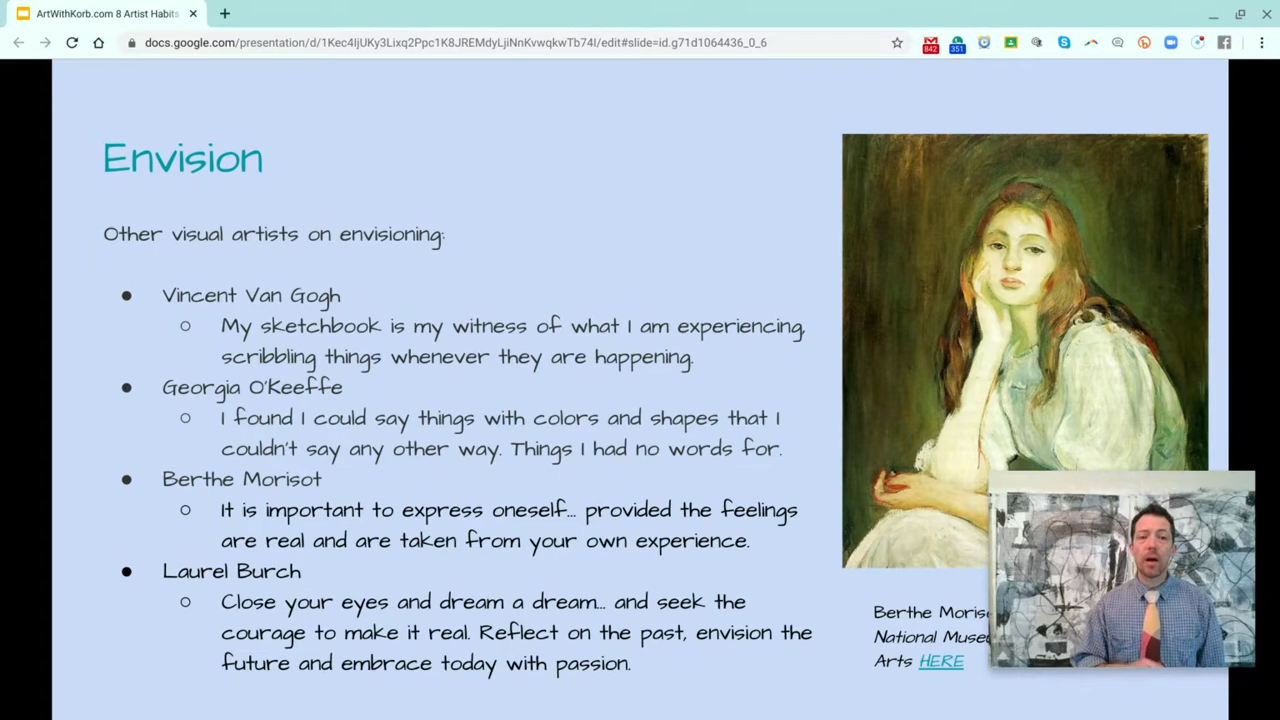 ArtWithKorb.com 8 Artist Habits
docs.google.com/presentation/d/1Kec4IjUKy3Lixq2Ppc1K8JREMdyLjiNnKvwqkwTb74I/edit#slide=id.g71d1064436_0_6
842
351
Envision
Other visual artists on envisioning:
Vincent Van Gogh
My sketchbook is my witness of what I am experiencing,
scribbling things whenever they are happening.
Georgia O'Keeffe
I found I could say things with colors and shapes that I
couldn't say any other way. Things I had no words for.
Berthe Morisot
It is important to express oneself... provided the feelings
are real and are taken from your own experience.
Laurel Burch
Close your eyes and dream a dream... and seek the
courage to make it real. Reflect on the past, envision the
future and embrace today with passion.
Berthe
National
Arts HERE